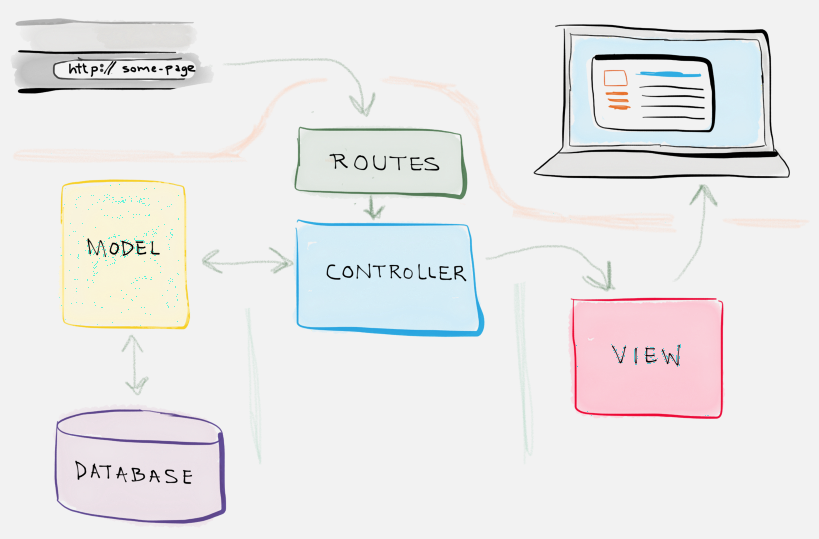 http:// some-page
ROUTES
MODEL
CONTROLLER
VIEW
DATABASE